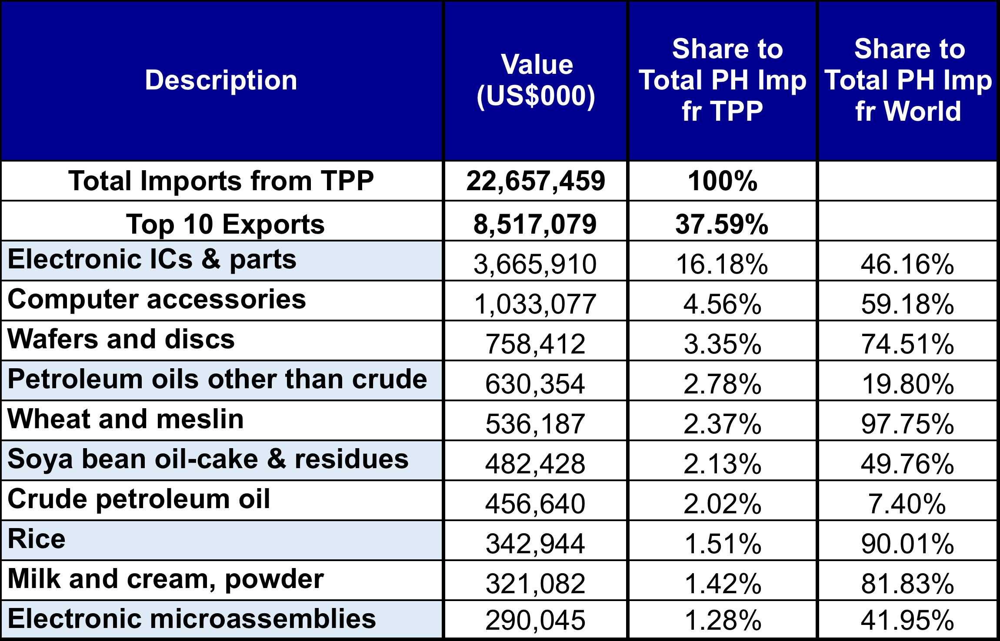 Description
Value
(US$000)
Share to
Total PH Imp
fr TPP
Share to
Total PH Imp
fr World
Total Imports from TPP 22,657,459 100%
Top 10 Exports 8,517,079 37.59%
Electronic ICs & parts 3,665,910 16.18% 46.16%
Computer accessories 1,033,077 4.56% 59.18%
Wafers and discs 758,412 3.35% 74.51%
Petroleum oils other than crude 630,354 2.78% 19.80%
Wheat and meslin 536,187 2.37% 97.75%
Soya bean oil-cake & residues 482,428 2.13% 49.76%
Crude petroleum oil 456,640 2.02% 7.40%
Rice 342,944 1.51% 90.01%
Milk and cream, powder 321,082 1.42% 81.83%
Electronic microassemblies 290,045 1.28% 41.95%